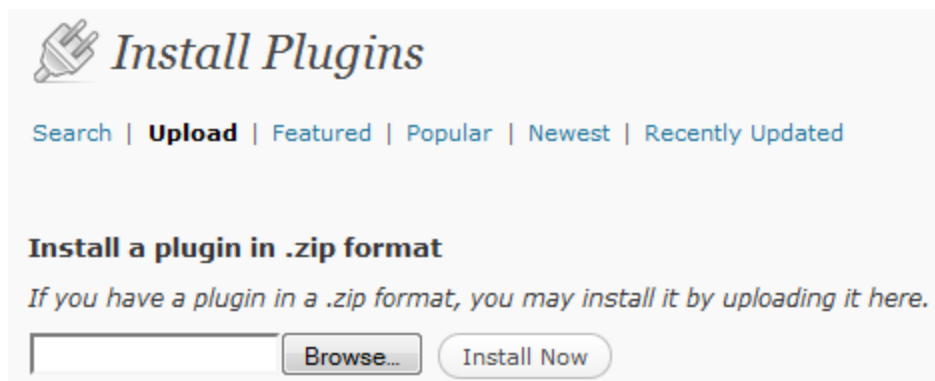 Install Plugins
Search | Upload | Featured | Popular | Newest | Recently Updated
Install a plugin in .zip format
If you have a plugin in a .zip format, you may install it by uploading it here.
Browse... Install Now